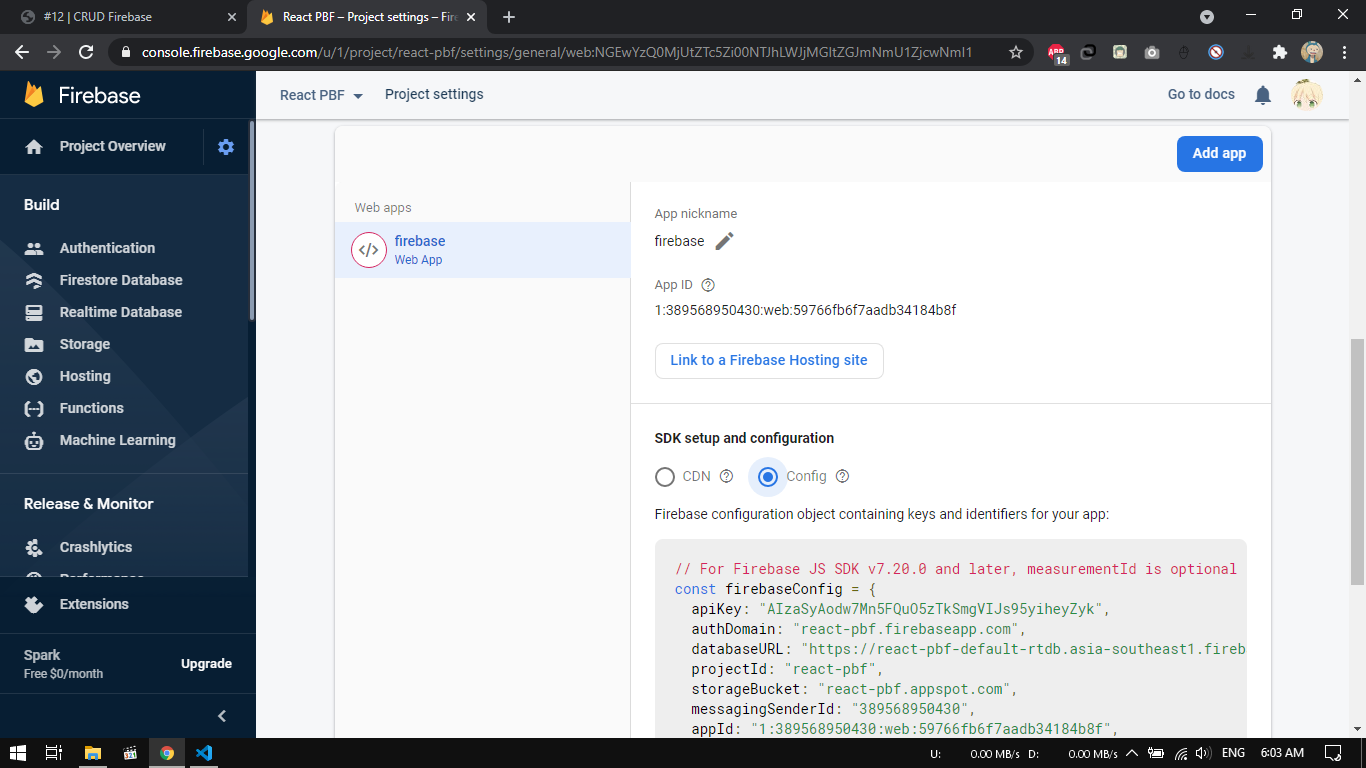 #12 | CRUD Firebase
React PBF – Project settings – Fire
console.firebase.google.com/u/1/project/react-pbf/settings/general/web:NGEwYzQ0MjUtZTc5Zi00NTJhLWJjMGItZGJmNmU1ZjcwNmI1
ABP
14
Firebase
React PBF
Project settings
Go to docs
Project Overview
Add app
Build
Authentication
Firestore Database
Realtime Database
Storage
Hosting
Functions
Machine Learning
Release & Monitor
Crashlytics
Performance
Extensions
Spark
Free $0/month
Upgrade
Web apps
firebase
Web App
App nickname
firebase
App ID
1:389568950430:web:59766fb6f7aadb34184b8f
Link to a Firebase Hosting site
SDK setup and configuration
CDN
Config
Firebase configuration object containing keys and identifiers for your app:
// For Firebase JS SDK v7.20.0 and later, measurementId is optional
const firebaseConfig = {
apiKey: "AIzaSyAodw7Mn5FQuO5zTkSmgVIJs95yiheyZyk",
authDomain: "react-pbf.firebaseapp.com",
databaseURL: "https://react-pbf-default-rtdb.asia-southeast1.fireb
projectId: "react-pbf",
storageBucket: "react-pbf.appspot.com",
messagingSenderId: "389568950430",
appId: "1:389568950430:web:59766fb6f7aadb34184b8f",
U: 0.00 MB/s D: 0.00 MB/s
ENG
6:03 AM